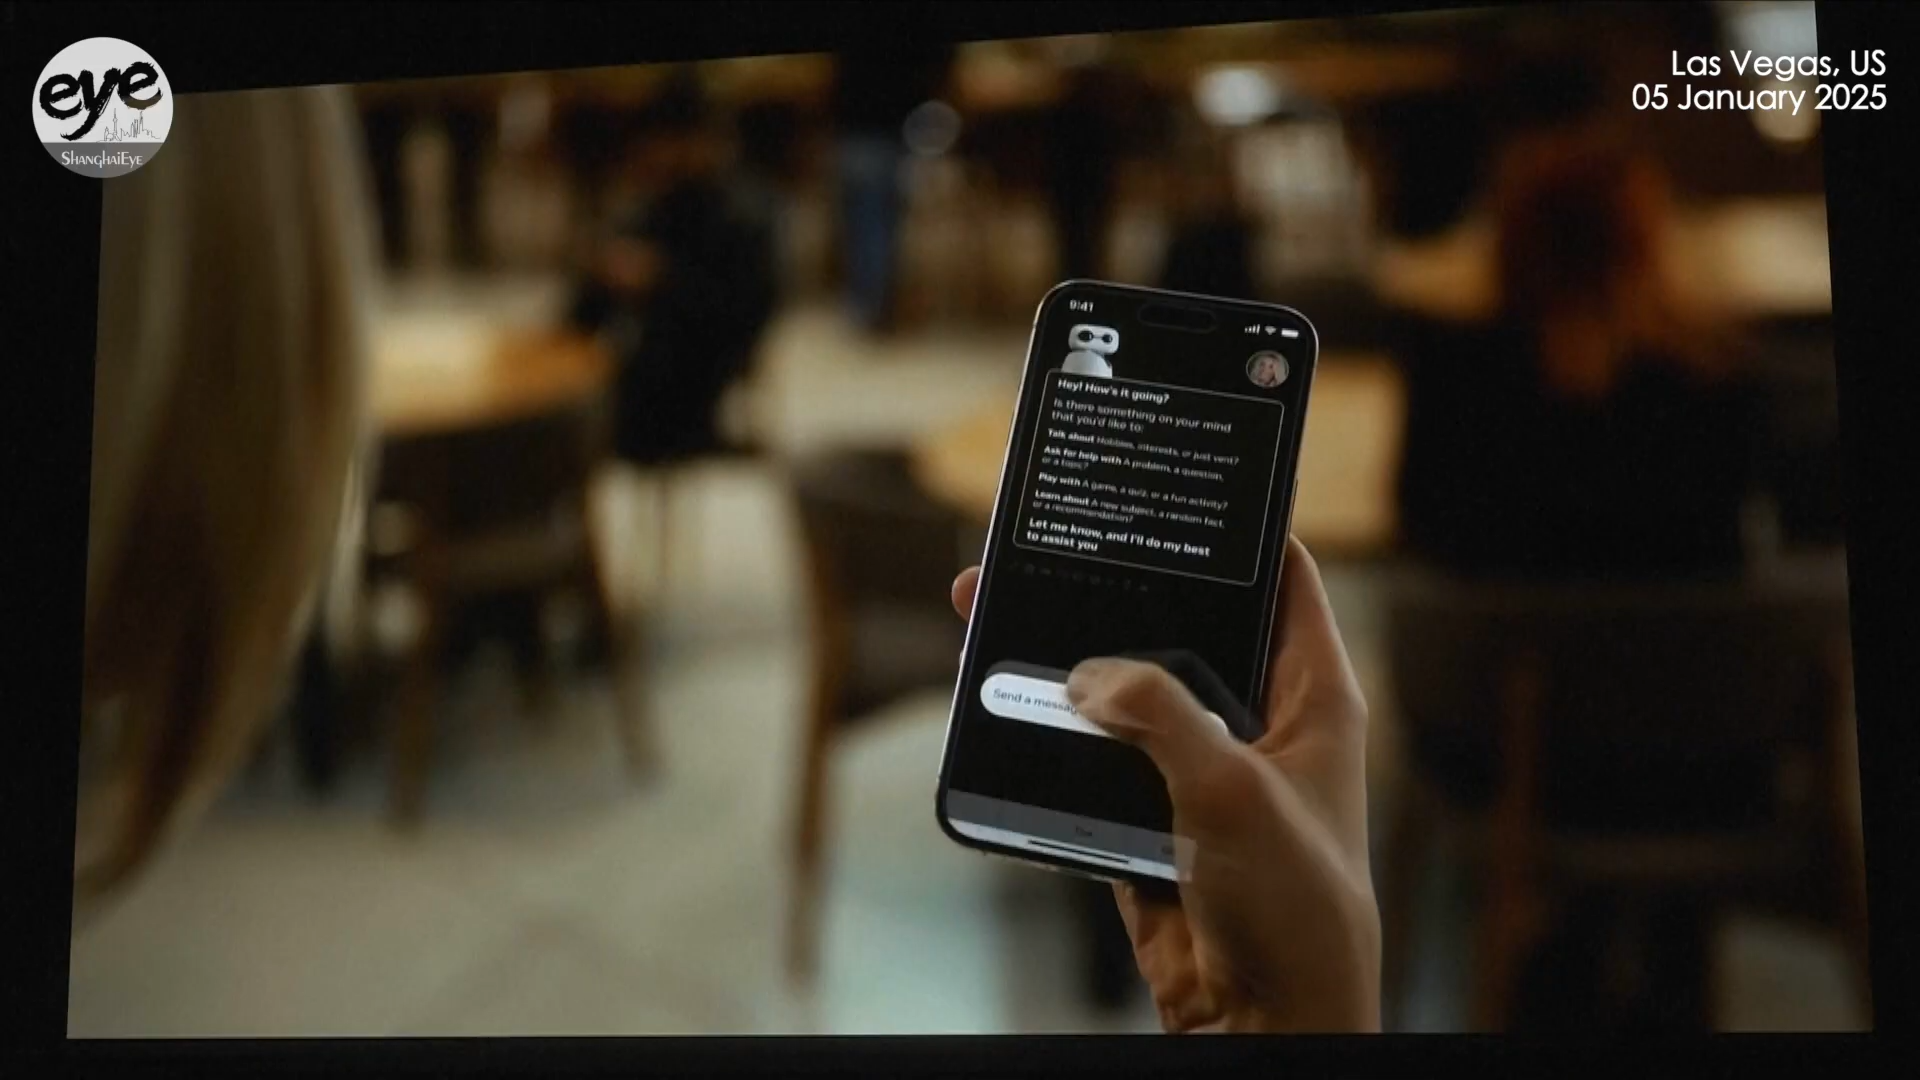 eye
ShanghaiEye
Las Vegas, US
05 January 2025
9:41
Hey! How's it going?
Is there something on your mind
that you'd like to:
Talk about Hobbies, interests, or just vent?
Ask for help with A problem, a question,
or a topic?
Play with A game, a quiz, or a fun activity?
Learn about A new subject, a random fact,
or a recommendation?
Let me know, and I'll do my best
to assist you
Send a messag